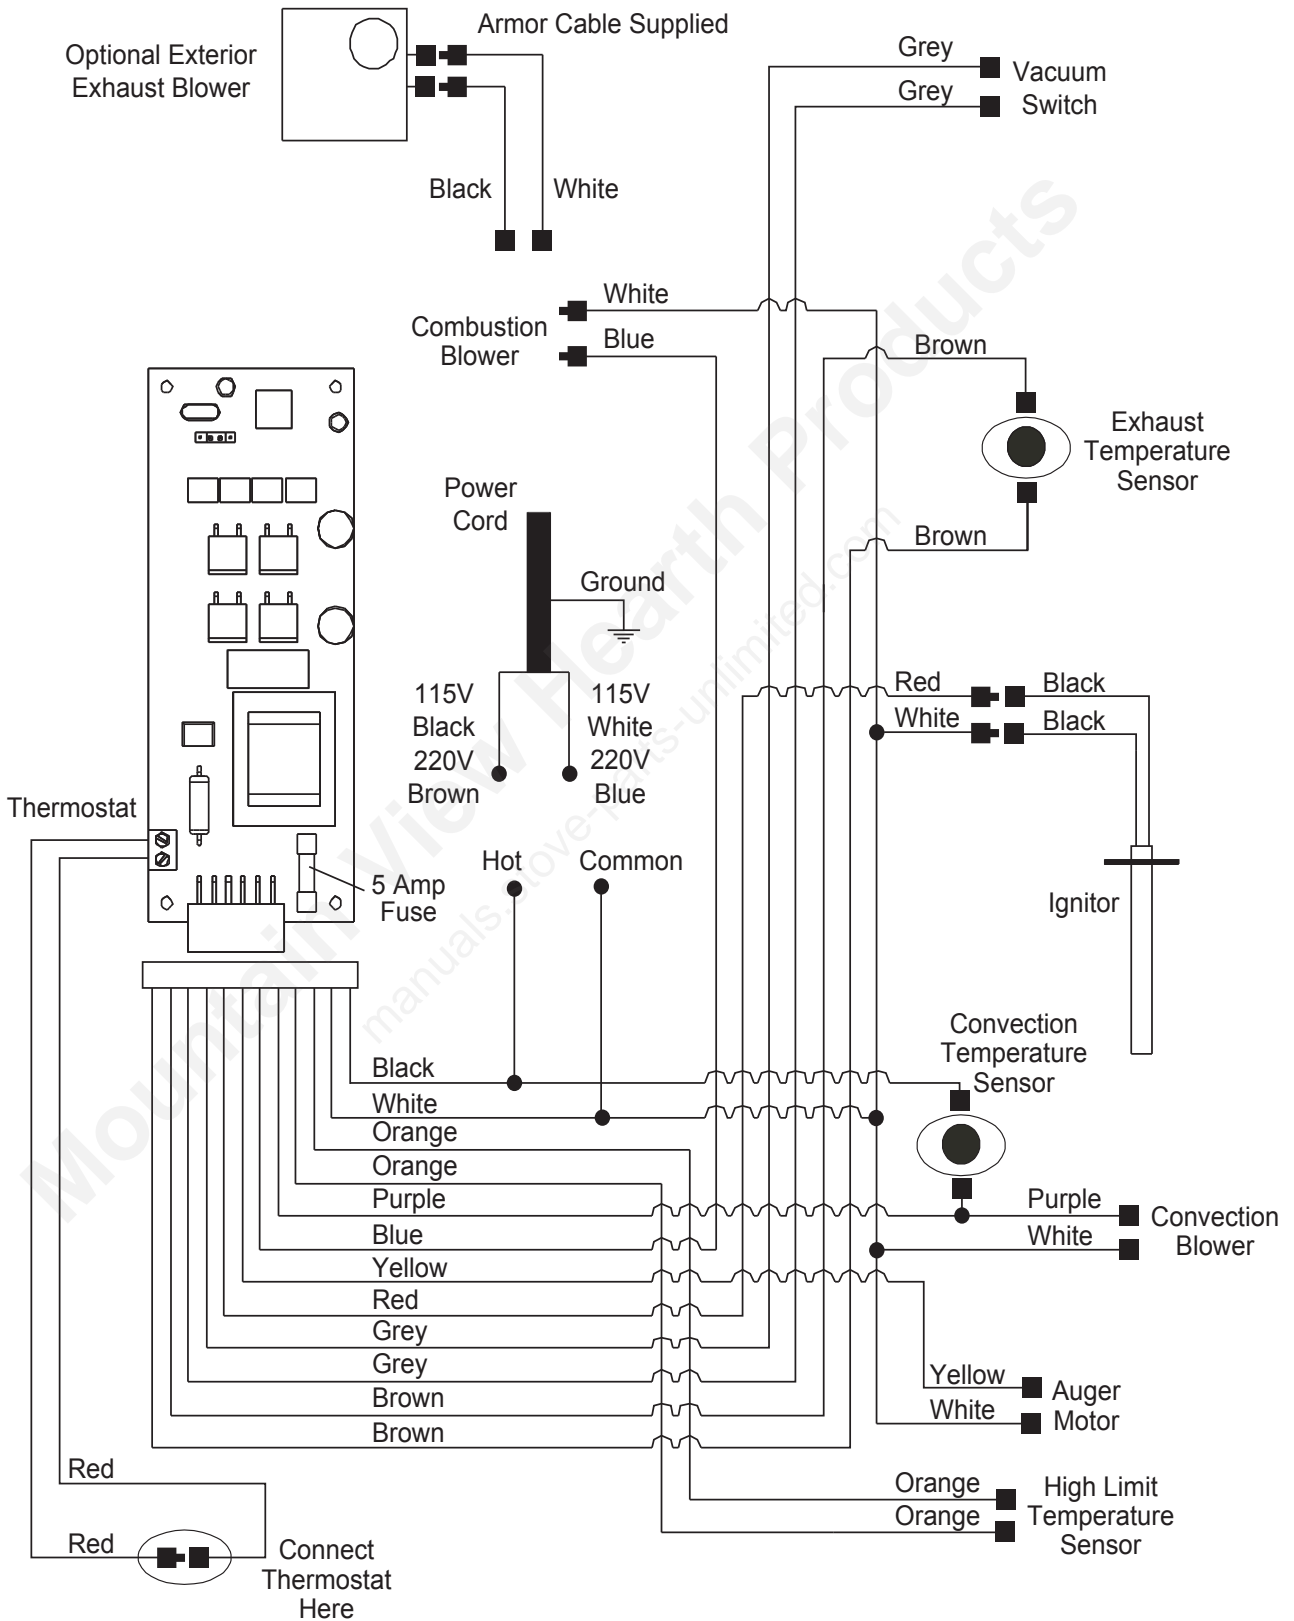 Armor Cable Supplied
Optional Exterior
Exhaust Blower
Black
White
Grey
Grey
Vacuum
Switch
White
Blue
Combustion
Blower
Brown
Exhaust
Temperature
Sensor
Brown
Power
Cord
Ground
115V
Black
220V
Brown
115V
White
220V
Blue
Red
White
Black
Black
Ignitor
Thermostat
5 Amp
Fuse
Hot
Common
Convection
Temperature
Sensor
Black
White
Orange
Orange
Purple
Blue
Yellow
Red
Grey
Grey
Brown
Brown
Purple
White
Convection
Blower
Yellow
White
Auger
Motor
Orange
Orange
High Limit
Temperature
Sensor
Red
Red
Connect
Thermostat
Here
Mountain View Hearth Products
manuals.stove-parts-unlimited.com